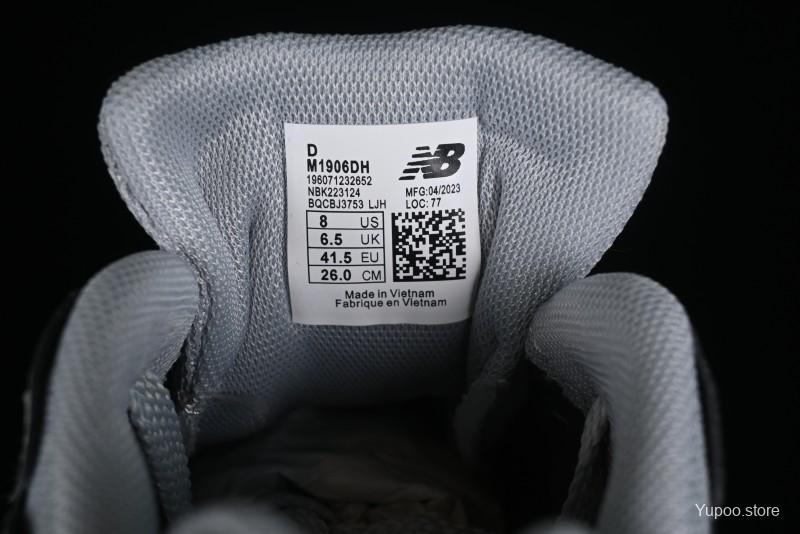 D
M1906DH
196071232652
NBK223124
BQCBJ3753 LJH
NB
MFG:04/2023
LOC: 77
8 US
6.5 UK
41.5 EU
26.0 CM
Made in Vietnam
Fabrique en Vietnam
Yupoo.store